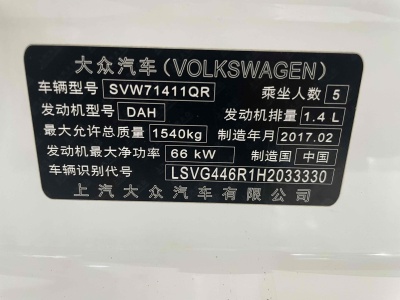 大众汽车(VOLKSWAGEN)
车辆型号 SVW71411QR 乘坐人数 5
发动机型号 DAH 发动机排量 1.4 L
最大允许总质量 1540kg 制造年月 2017.02
发动机最大净功率 66 kW 制造国 中国
车辆识别代号 LSVG446R1H2033330
上汽大众汽车有限公司